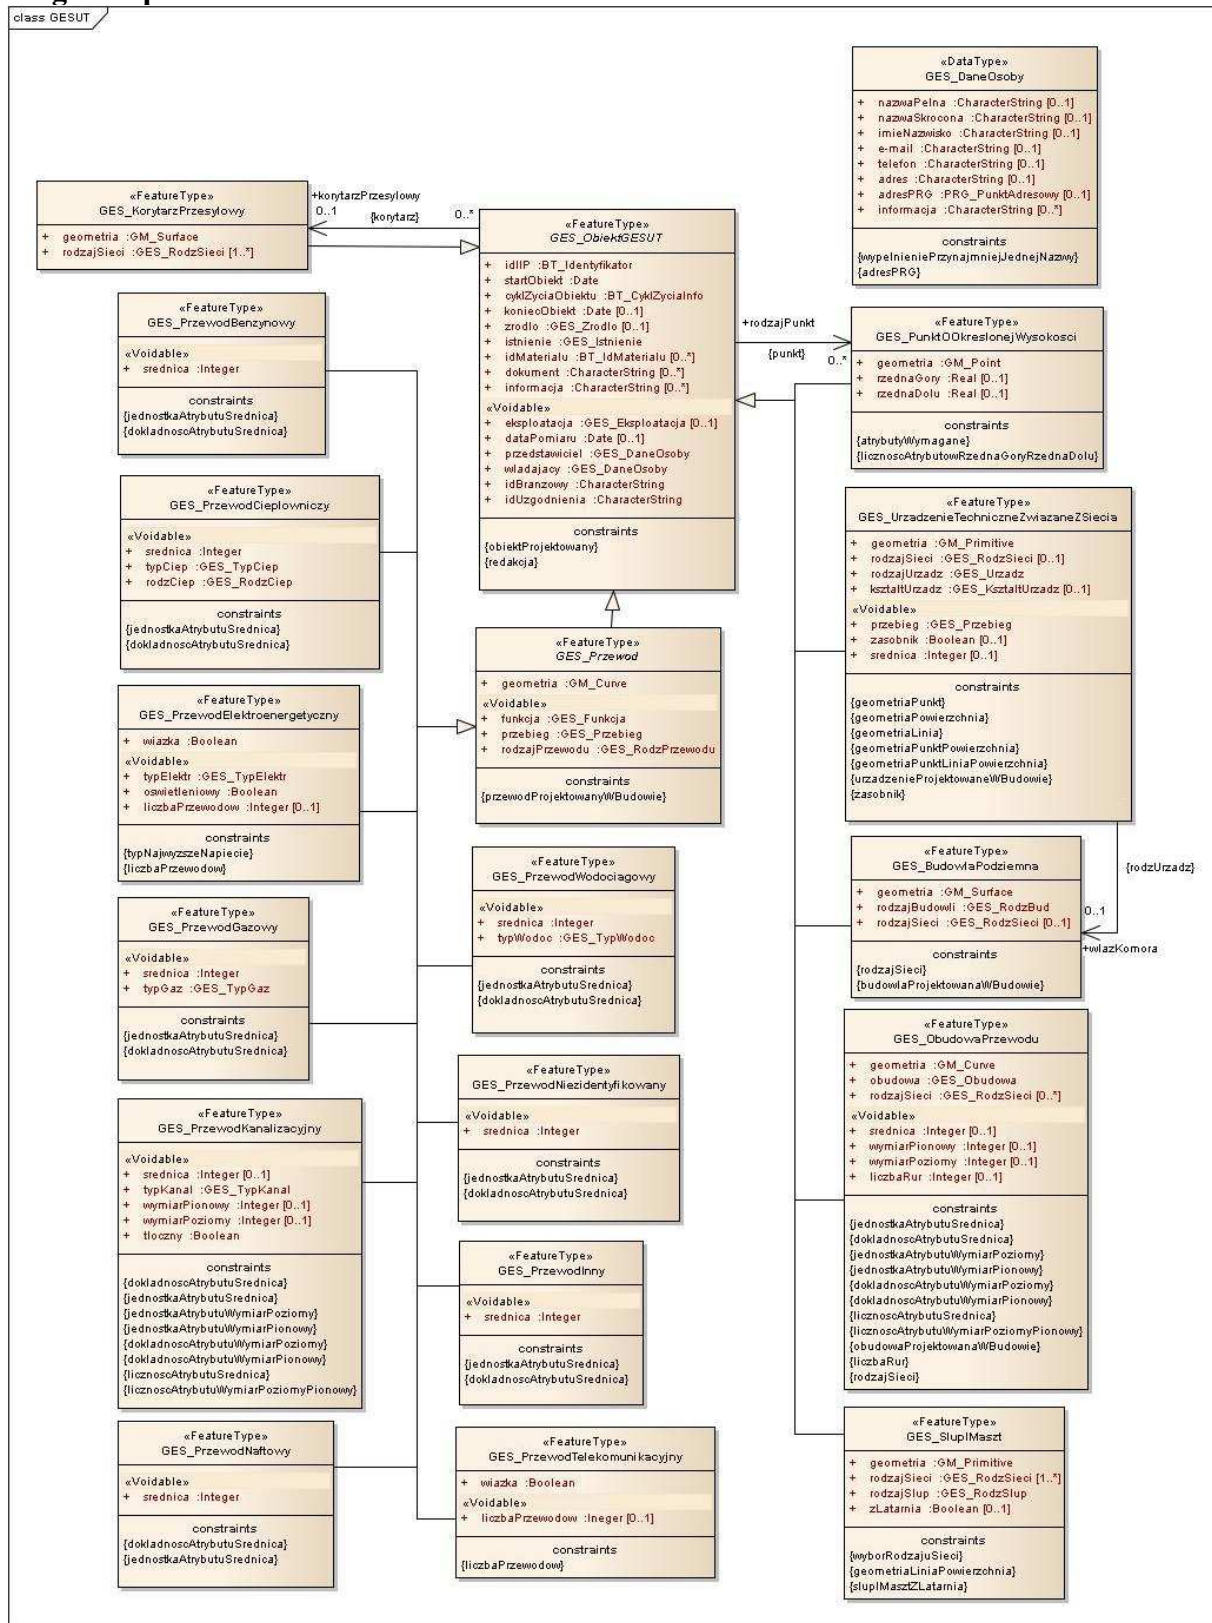 class GESUT
«DataType»
GES_DaneOsoby
+ nazwaPelna :CharacterString [0..1]
+ nazwaSkrocona :CharacterString [0..1]
+ imieNazwisko :CharacterString [0..1]
+ e-mail :CharacterString [0..1]
+ telefon :CharacterString [0..1]
+ adres :CharacterString [0..1]
+ adresPRG :PRG_PunktAdresowy [0..1]
+ informacja :CharacterString [0..*]
constraints
{wypelnieniePrzynajmniejJednejNazwy}
{adresPRG}
«FeatureType»
GES_KorytarzPrzesylowy
+ geometria :GM_Surface
+ rodzajSieci :GES_RodzSieci [1..*]
+korytarzPrzesylowy
0..1
{korytarz}
0..*
«FeatureType»
GES_ObiektGESUT
+ idIIP :BT_Identyfikator
+ startObiekt :Date
+ cyklZyciaObiektu :BT_CyklZyciaInfo
+ koniecObiekt :Date [0..1]
+ zrodlo :GES_Zrodlo [0..1]
+ istnienie :GES_Istnienie
+ idMaterialu :BT_IdMaterialu [0..*]
+ dokument :CharacterString [0..*]
+ informacja :CharacterString [0..*]
«Voidable»
+ eksploatacja :GES_Eksploatacja [0..1]
+ dataPomiaru :Date [0..1]
+ przedstawiciel :GES_DaneOsoby
+ wladajacy :GES_DaneOsoby
+ idBranzowy :CharacterString
+ idUzgodnienia :CharacterString
constraints
{obiektProjektowany}
{redakcja}
+rodzajPunkt
{punkt}
0..*
«FeatureType»
GES_PunktOOkreslonejWysokosci
+ geometria :GM_Point
+ rzednaGory :Real [0..1]
+ rzednaDolu :Real [0..1]
constraints
{atrybutyWymagane}
{licznoscAtrybutowRzednaGoryRzednaDolu}
«FeatureType»
GES_PrzewodBenzynowy
«Voidable»
+ srednica :Integer
constraints
{jednostkaAtrybutuSrednica}
{dokladnoscAtrybutuSrednica}
«FeatureType»
GES_PrzewodCieplowniczy
«Voidable»
+ srednica :Integer
+ typCiep :GES_TypCiep
+ rodzCiep :GES_RodzCiep
constraints
{jednostkaAtrybutuSrednica}
{dokladnoscAtrybutuSrednica}
«FeatureType»
GES_UrzadzenieTechniczneZwiazaneZSiecia
+ geometria :GM_Primitive
+ rodzajSieci :GES_RodzSieci [0..1]
+ rodzajUrzadz :GES_Urzadz
+ ksztaltUrzadz :GES_KsztaltUrzadz [0..1]
«Voidable»
+ przebieg :GES_Przebieg
+ zasobnik :Boolean [0..1]
+ srednica :Integer [0..1]
constraints
{geometriaPunkt}
{geometriaPowierzchnia}
{geometriaLinia}
{geometriaPunktPowierzchnia}
{geometriaPunktLiniaPowierzchnia}
{urzadzenieProjektowaneWBudowie}
{zasobnik}
«FeatureType»
GES_Przewod
+ geometria :GM_Curve
«Voidable»
+ funkcja :GES_Funkcja
+ przebieg :GES_Przebieg
+ rodzajPrzewodu :GES_RodzPrzewodu
constraints
{przewodProjektowanyWBudowie}
«FeatureType»
GES_PrzewodElektroenergetyczny
+ wiazka :Boolean
«Voidable»
+ typElektr :GES_TypElektr
+ oswietleniowy :Boolean
+ liczbaPrzewodow :Integer [0..1]
constraints
{typNajwyzszeNapiecie}
{liczbaPrzewodow}
{rodzUrzadz}
0..1
+wlazKomora
«FeatureType»
GES_BudowlaPodziemna
+ geometria :GM_Surface
+ rodzajBudowli :GES_RodzBud
+ rodzajSieci :GES_RodzSieci [0..1]
constraints
{rodzajSieci}
{budowlaProjektowanaWBudowie}
«FeatureType»
GES_PrzewodWodociagowy
«Voidable»
+ srednica :Integer
+ typWodoc :GES_TypWodoc
constraints
{jednostkaAtrybutuSrednica}
{dokladnoscAtrybutuSrednica}
«FeatureType»
GES_PrzewodGazowy
«Voidable»
+ srednica :Integer
+ typGaz :GES_TypGaz
constraints
{jednostkaAtrybutuSrednica}
{dokladnoscAtrybutuSrednica}
«FeatureType»
GES_ObudowaPrzewodu
+ geometria :GM_Curve
+ obudowa :GES_Obudowa
+ rodzajSieci :GES_RodzSieci [0..*]
«Voidable»
+ srednica :Integer [0..1]
+ wymiarPionowy :Integer [0..1]
+ wymiarPoziomy :Integer [0..1]
+ liczbaRur :Integer [0..1]
constraints
{jednostkaAtrybutuSrednica}
{dokladnoscAtrybutuSrednica}
{jednostkaAtrybutuWymiarPoziomy}
{jednostkaAtrybutuWymiarPionowy}
{dokladnoscAtrybutuWymiarPoziomy}
{dokladnoscAtrybutuWymiarPionowy}
{licznoscAtrybutuSrednica}
{licznoscAtrybutuWymiarPoziomyPionowy}
{obudowaProjektowanaWBudowie}
{liczbaRur}
{rodzajSieci}
«FeatureType»
GES_PrzewodNiezidentyfikowany
«Voidable»
+ srednica :Integer
constraints
{jednostkaAtrybutuSrednica}
{dokladnoscAtrybutuSrednica}
«FeatureType»
GES_PrzewodKanalizacyjny
«Voidable»
+ srednica :Integer [0..1]
+ typKanal :GES_TypKanal
+ wymiarPionowy :Integer [0..1]
+ wymiarPoziomy :Integer [0..1]
+ tloczny :Boolean
constraints
{dokladnoscAtrybutuSrednica}
{jednostkaAtrybutuSrednica}
{jednostkaAtrybutuWymiarPoziomy}
{jednostkaAtrybutuWymiarPionowy}
{dokladnoscAtrybutuWymiarPoziomy}
{dokladnoscAtrybutuWymiarPionowy}
{licznoscAtrybutuSrednica}
{licznoscAtrybutuWymiarPoziomyPionowy}
«FeatureType»
GES_PrzewodInny
«Voidable»
+ srednica :Integer
constraints
{jednostkaAtrybutuSrednica}
{dokladnoscAtrybutuSrednica}
«FeatureType»
GES_PrzewodNaftowy
«Voidable»
+ srednica :Integer
constraints
{dokladnoscAtrybutuSrednica}
{jednostkaAtrybutuSrednica}
«FeatureType»
GES_PrzewodTelekomunikacyjny
+ wiazka :Boolean
«Voidable»
+ liczbaPrzewodow :Ineger [0..1]
constraints
{liczbaPrzewodow}
«FeatureType»
GES_SlupIMaszt
+ geometria :GM_Primitive
+ rodzajSieci :GES_RodzSieci [1..*]
+ rodzajSlup :GES_RodzSlup
+ zLatarnia :Boolean [0..1]
constraints
{wyborRodzajuSieci}
{geometriaLiniaPowierzchnia}
{slupIMasztZLatarnia}